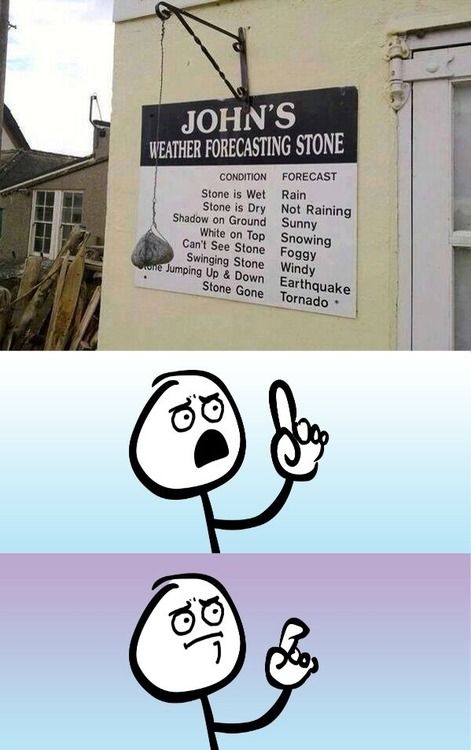 JOHN'S
WEATHER FORECASTING STONE
CONDITION FORECAST
Stone is Wet Rain
Stone is Dry Not Raining
Shadow on Ground Sunny
White on Top Snowing
Can't See Stone Foggy
Swinging Stone Windy
Stone Jumping Up & Down Earthquake
Stone Gone Tornado *